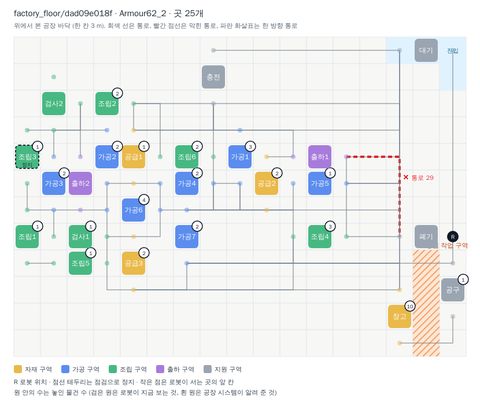 factory_floor/dad09e018f · Armour62_2 · 곳 25개
위에서 본 공장 바닥 (한 칸 3 m). 회색 선은 통로, 빨간 점선은 막힌 통로, 파란 화살표는 한 방향 통로
대기
진입
충전
검사2
조립2
2
조립3
1
가공2
2
공급1
1
조립6
2
가공1
3
출하1
✕ 통로 29
가공3
2
출하2
가공4
2
공급2
2
가공5
1
가공6
4
조립1
1
검사1
1
가공7
2
조립4
3
폐기
R
작업 구역
조립5
1
공급3
2
공구
1
창고
10
자재 구역
가공 구역
조립 구역
출하 구역
지원 구역
R 로봇 위치 · 점선 테두리는 점검으로 정지 · 작은 점은 로봇이 서는 곳의 앞 칸
원 안의 수는 놓인 물건 수 (검은 원은 로봇이 지금 보는 것, 흰 원은 공장 시스템이 알려 준 것)